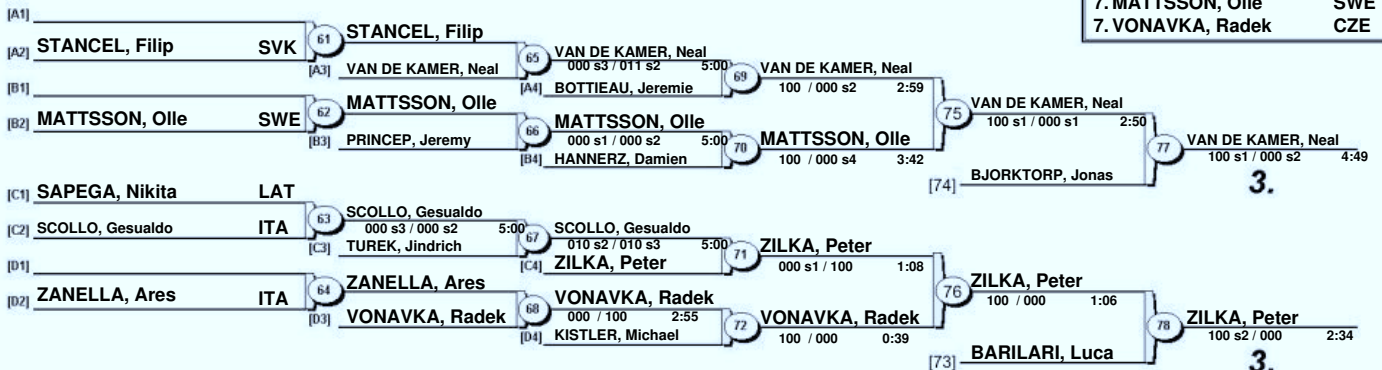 7. MATTSSON, Olle SWE
7. VONAVKA, Radek CZE
[A1]
[A2] STANCEL, Filip SVK
61
STANCEL, Filip
[A3] VAN DE KAMER, Neal
65
VAN DE KAMER, Neal
000 s3 / 011 s2 5:00
[A4] BOTTIEAU, Jeremie
69
VAN DE KAMER, Neal
100 / 000 s2 2:59
[B1]
[B2] MATTSSON, Olle SWE
62
MATTSSON, Olle
[B3] PRINCEP, Jeremy
66
MATTSSON, Olle
000 s1 / 000 s2 5:00
[B4] HANNERZ, Damien
70
MATTSSON, Olle
100 / 000 s4 3:42
75
VAN DE KAMER, Neal
100 s1 / 000 s1 2:50
[74] BJORKTORP, Jonas
77
VAN DE KAMER, Neal
100 s1 / 000 s2 4:49
3.
[C1] SAPEGA, Nikita LAT
[C2] SCOLLO, Gesualdo ITA
63
SCOLLO, Gesualdo
000 s3 / 000 s2 5:00
[C3] TUREK, Jindrich
67
SCOLLO, Gesualdo
010 s2 / 010 s3 5:00
[C4] ZILKA, Peter
71
ZILKA, Peter
000 s1 / 100 1:08
[D1]
[D2] ZANELLA, Ares ITA
64
ZANELLA, Ares
[D3] VONAVKA, Radek
68
VONAVKA, Radek
000 / 100 2:55
[D4] KISTLER, Michael
72
VONAVKA, Radek
100 / 000 0:39
76
ZILKA, Peter
100 / 000 1:06
[73] BARILARI, Luca
78
ZILKA, Peter
100 s2 / 000 2:34
3.